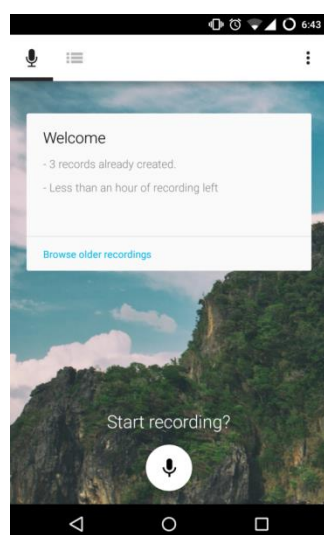 6:43
Welcome
- 3 records already created.
- Less than an hour of recording left
Browse older recordings
Start recording?